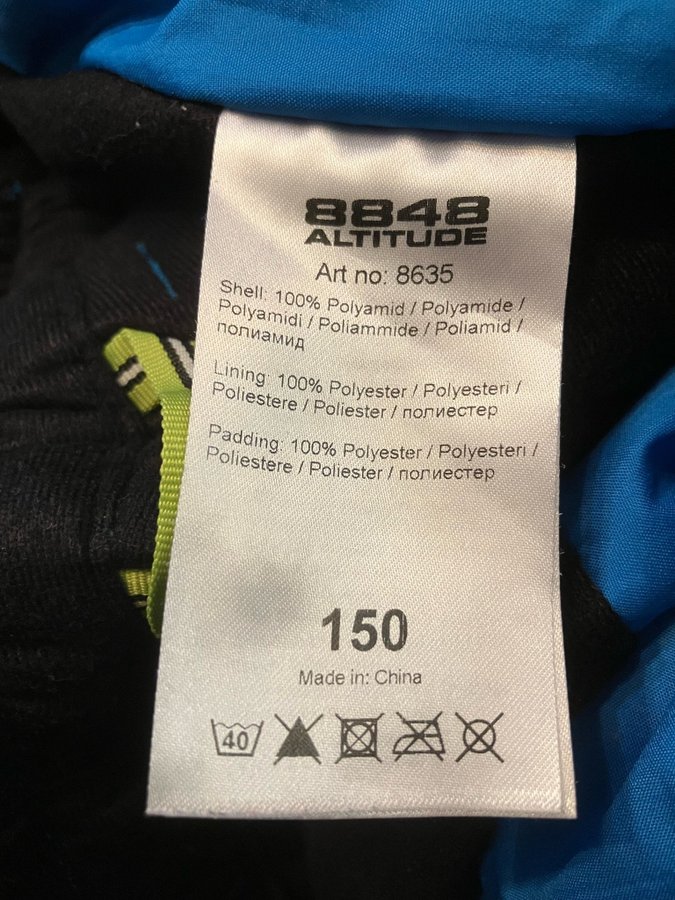 8848
ALTITUDE
Art no: 8635
Shell: 100% Polyamid / Polyamide /
Polyamidi / Poliammide / Poliamid /
полиамид
Lining: 100% Polyester / Polyesteri /
Poliestere / Poliester / полиестер
Padding: 100% Polyester / Polyesteri /
Poliestere / Poliester / полиестер
150
Made in: China
40